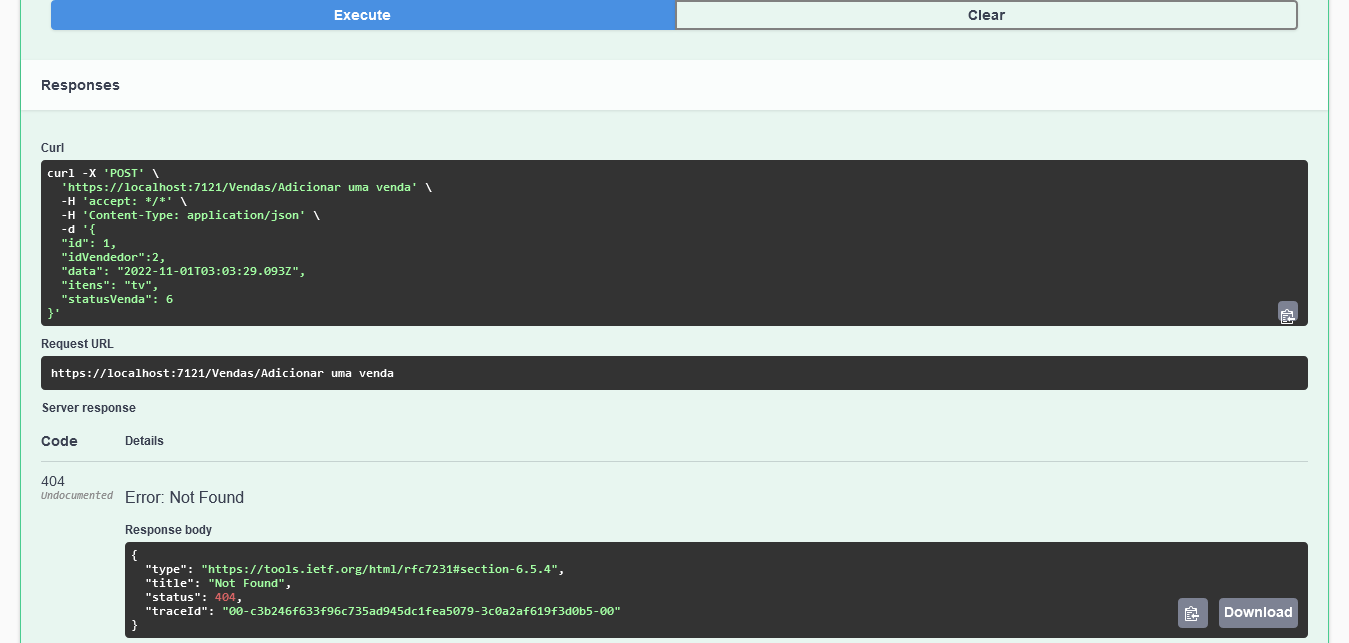 Execute
Clear
Responses
Curl
curl -X 'POST' \
  'https://localhost:7121/Vendas/Adicionar uma venda' \
  -H 'accept: */*' \
  -H 'Content-Type: application/json' \
  -d '{
  "id": 1,
  "idVendedor":2,
  "data": "2022-11-01T03:03:29.093Z",
  "itens": "tv",
  "statusVenda": 6
}'
Request URL
https://localhost:7121/Vendas/Adicionar uma venda
Server response
Code Details
404
Undocumented
Error: Not Found
Response body
{
  "type": "https://tools.ietf.org/html/rfc7231#section-6.5.4",
  "title": "Not Found",
  "status": 404,
  "traceId": "00-c3b246f633f96c735ad945dc1fea5079-3c0a2af619f3d0b5-00"
}
Download